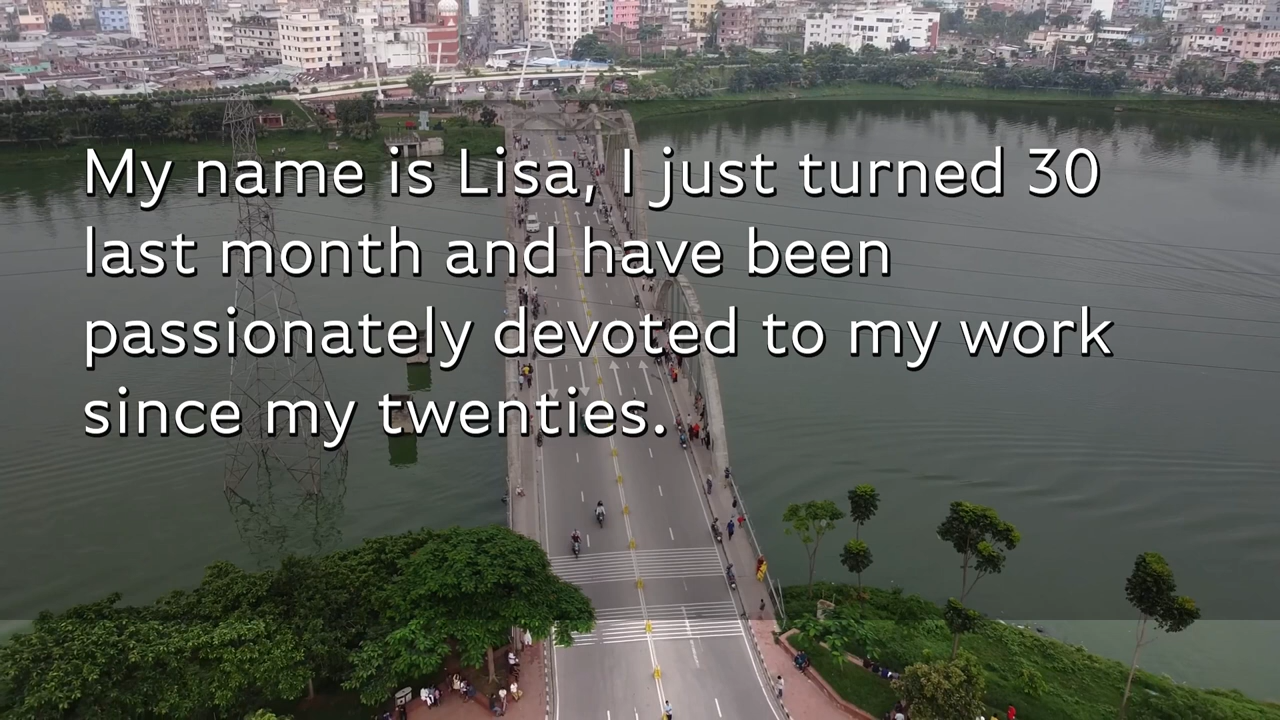 My name is Lisa, I just turned 30
last month and have been
passionately devoted to my work
since my twenties.